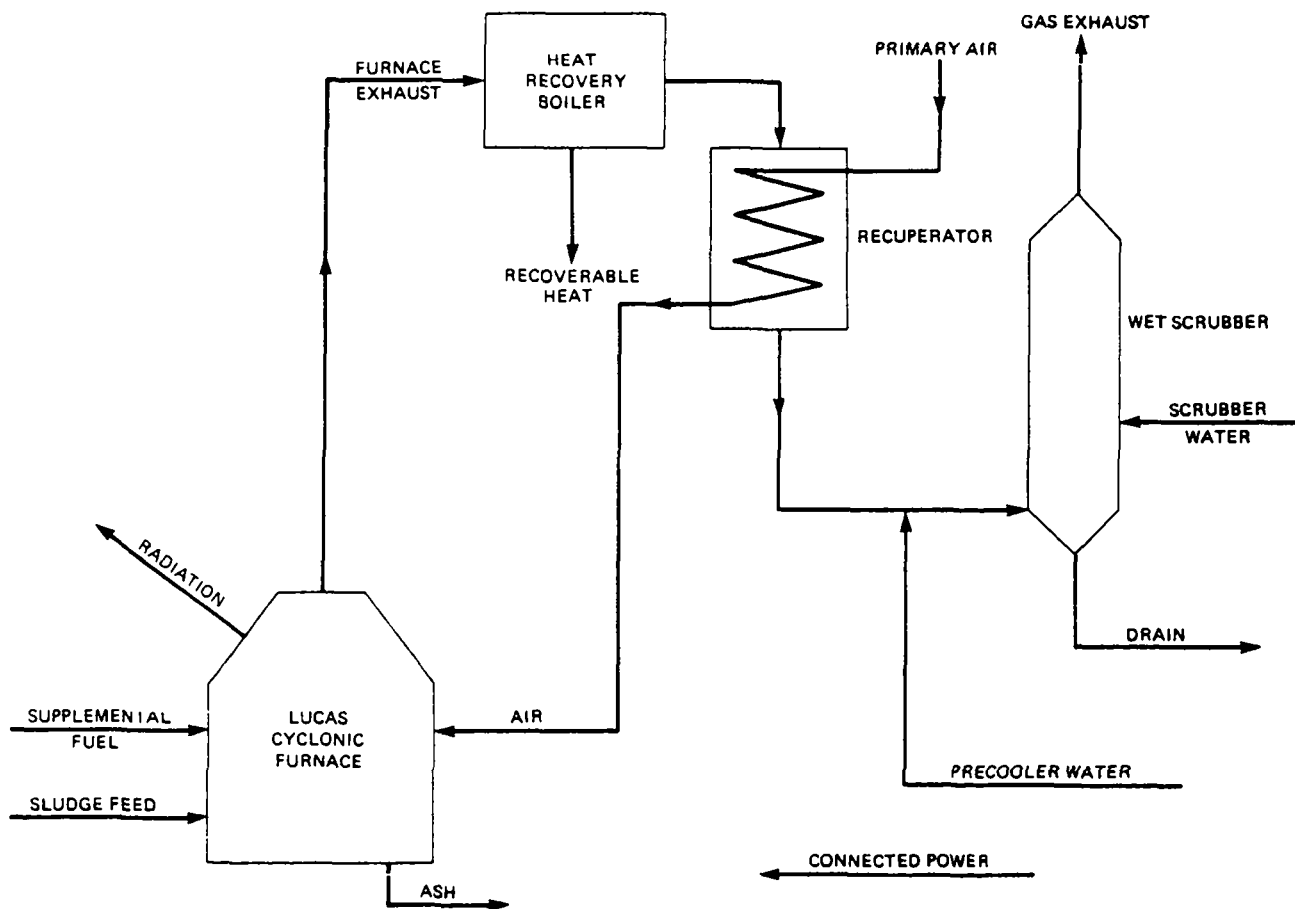 GAS EXHAUST
PRIMARY AIR
FURNACE
EXHAUST
HEAT
RECOVERY
BOILER
RECUPERATOR
RECOVERABLE
HEAT
WET SCRUBBER
SCRUBBER
WATER
RADIATION
DRAIN
SUPPLEMENTAL
FUEL
LUCAS
CYCLONIC
FURNACE
AIR
PRECOOLER WATER
SLUDGE FEED
CONNECTED POWER
ASH